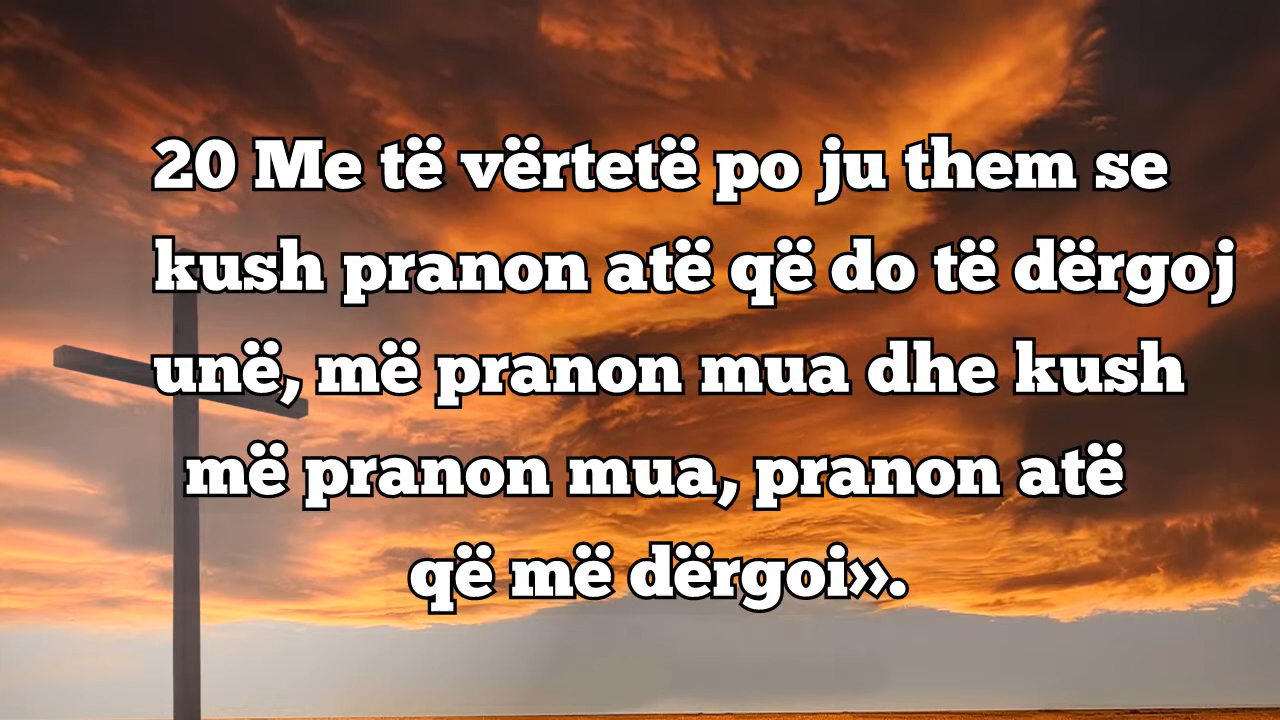 20 Me të vërtetë po ju them se
kush pranon atë që do të dërgoj
unë, më pranon mua dhe kush
më pranon mua, pranon atë
që më dërgoi».